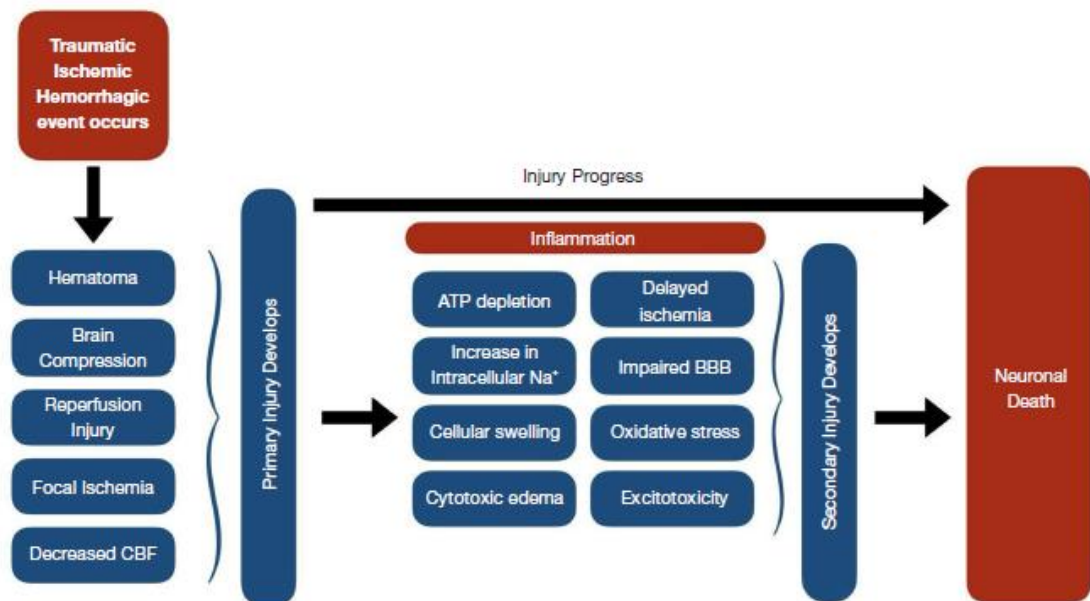 Traumatic
Ischemic
Hemorrhagic
event occurs
Hematoma
Brain
Compression
Reperfusion
Injury
Focal Ischemia
Decreased CBF
Primary Injury Develops
Injury Progress
Inflammation
ATP depletion
Delayed
ischemia
Increase in
Intracellular Na⁺
Impaired BBB
Cellular swelling
Oxidative stress
Cytotoxic edema
Excitotoxicity
Secondary Injury Develops
Neuronal
Death